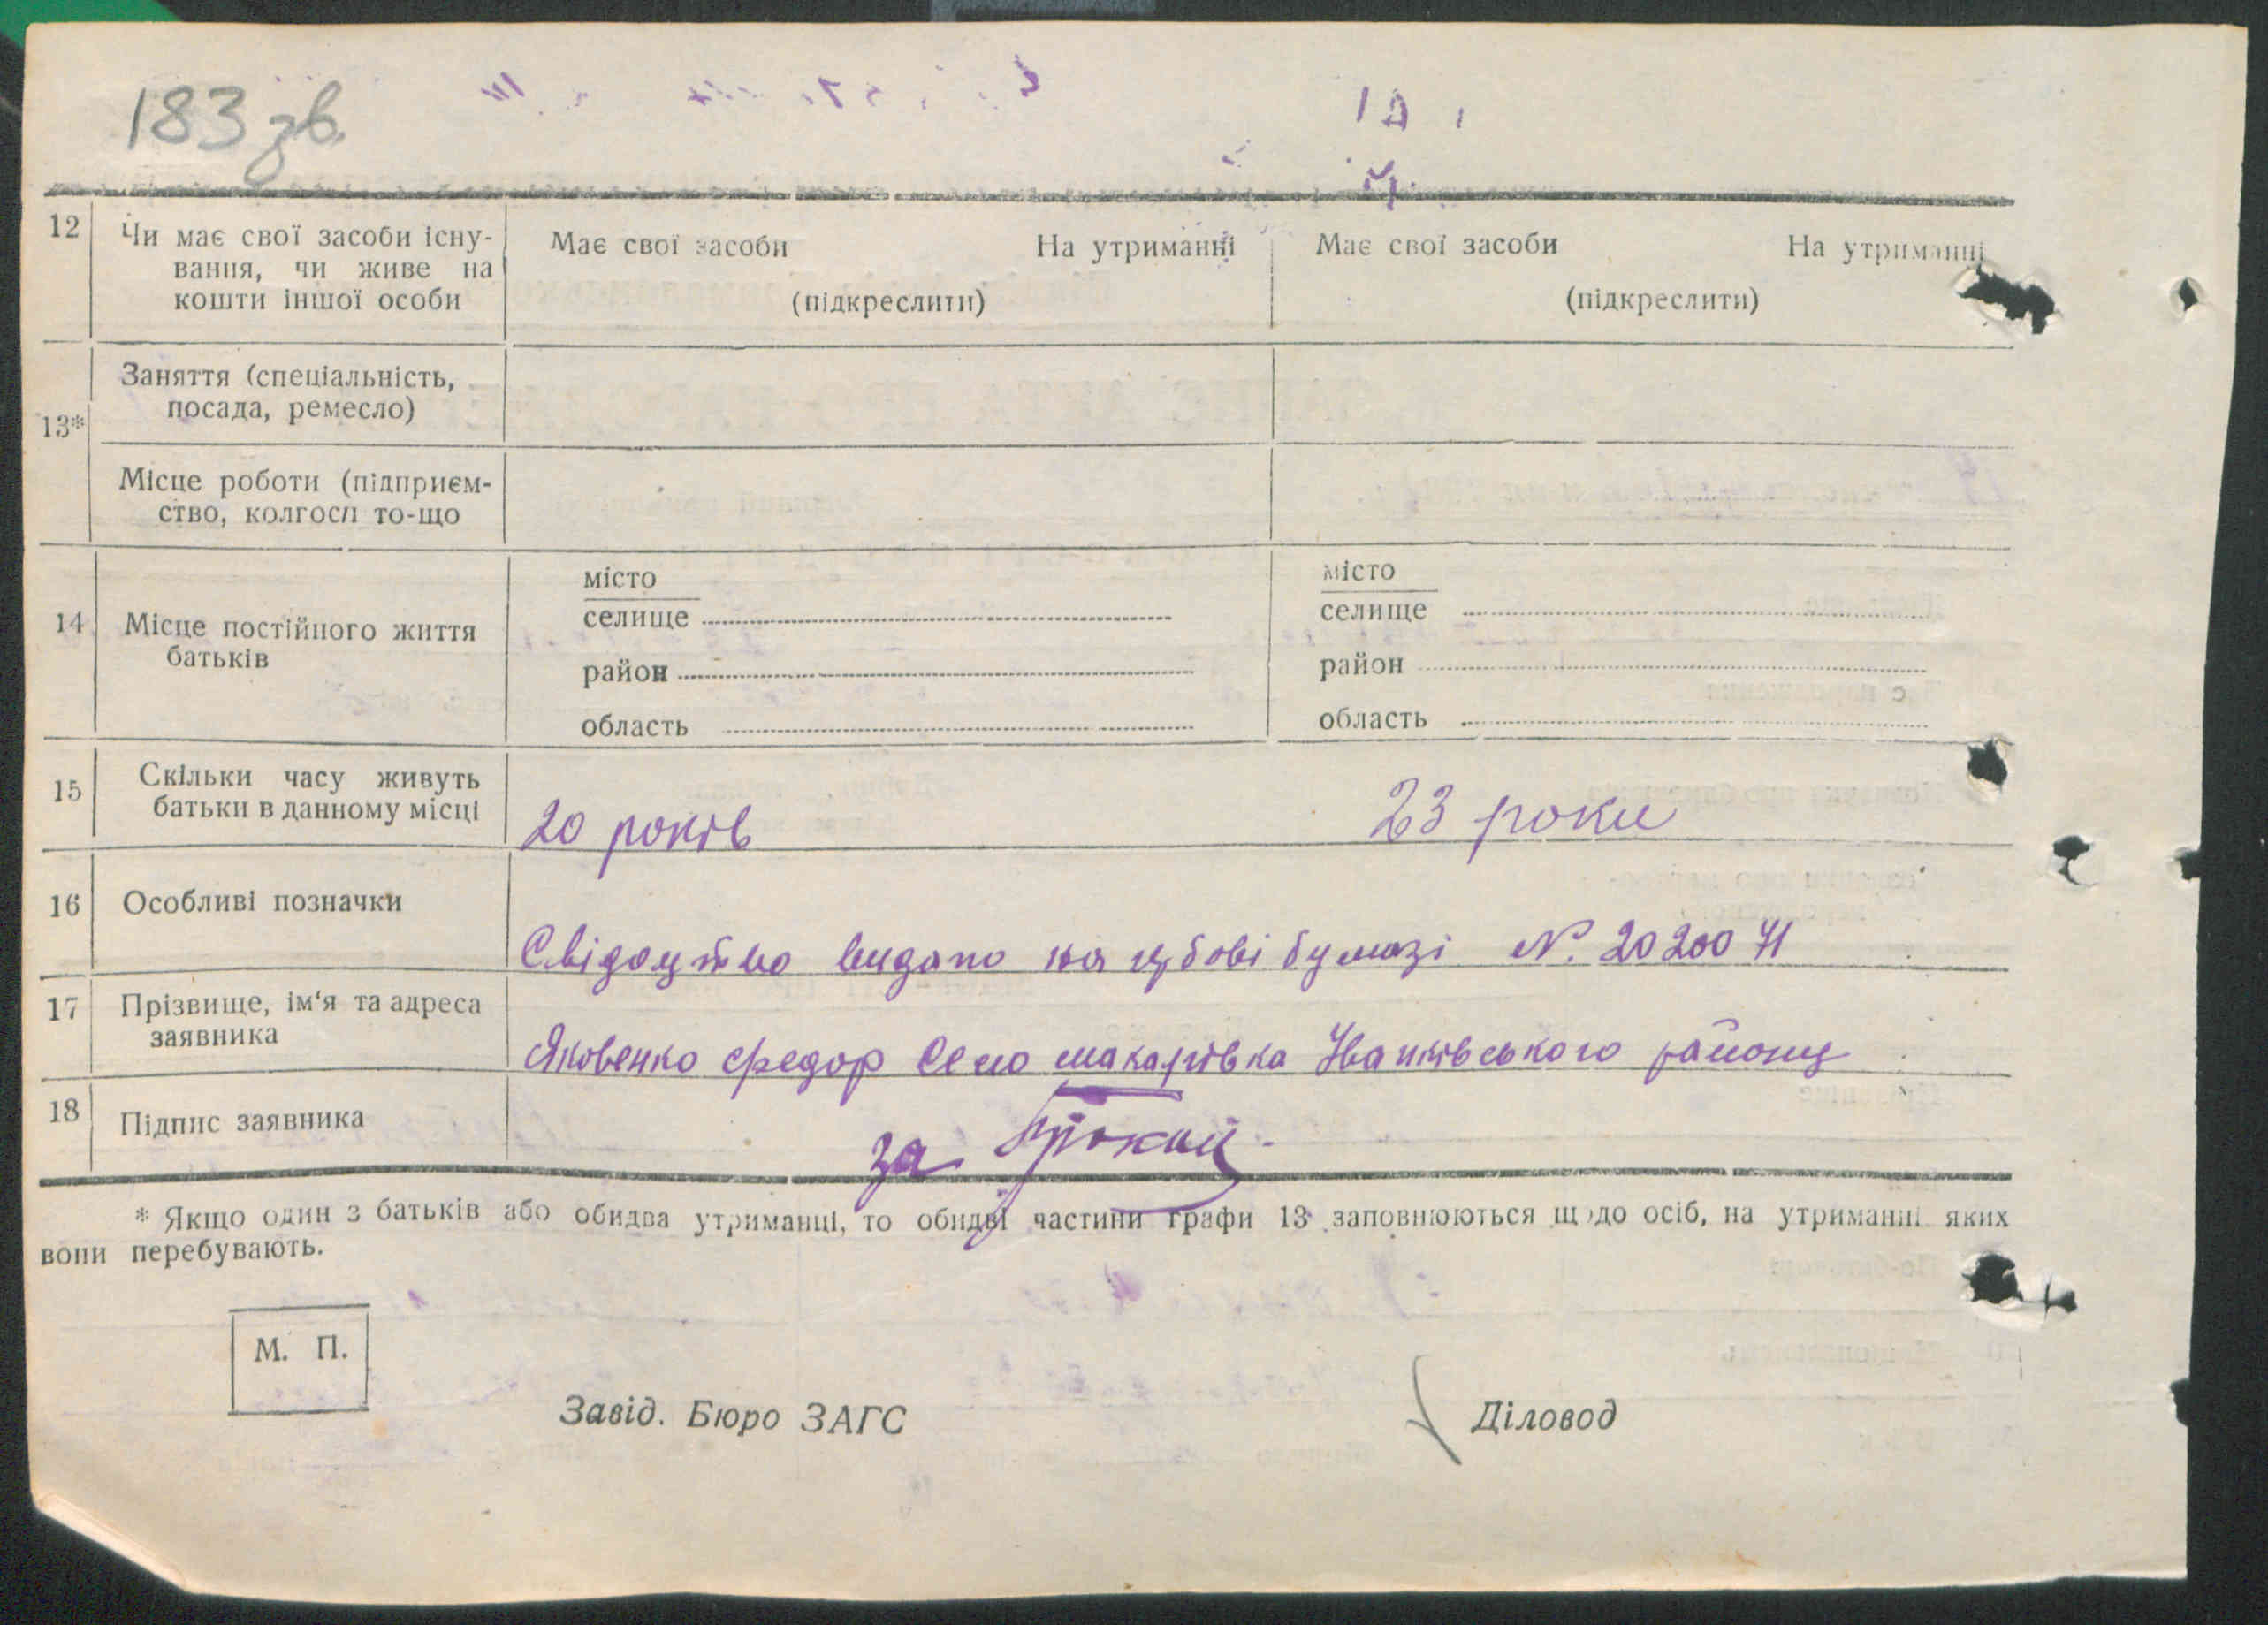 183 зв.
12 Чи має свої засоби існу- Має свої засоби На утриманні Має свої засоби На утриманні
вання, чи живе на
кошти іншої особи (підкреслити) (підкреслити)
Заняття (спеціальність,
посада, ремесло)
13*
Місце роботи (підприєм-
ство, колгосп то-що
місто місто
селище селище
14 Місце постійного життя
батьків
район район
область область
15 Скільки часу живуть
батьки в данному місці 20 років 23 роки
16 Особливі позначки
Свідоцтво видано на бумазі №. 2020071
17 Прізвище, ім'я та адреса
заявника
Яковенко Федор Село макарівка Іванківського району
18 Підпис заявника
за
* Якщо один з батьків або обидва утриманці, то обидві частини графи 13 заповнюються щодо осіб, на утриманні яких
вони перебувають.
М. П.
Завід. Бюро ЗАГС Діловод